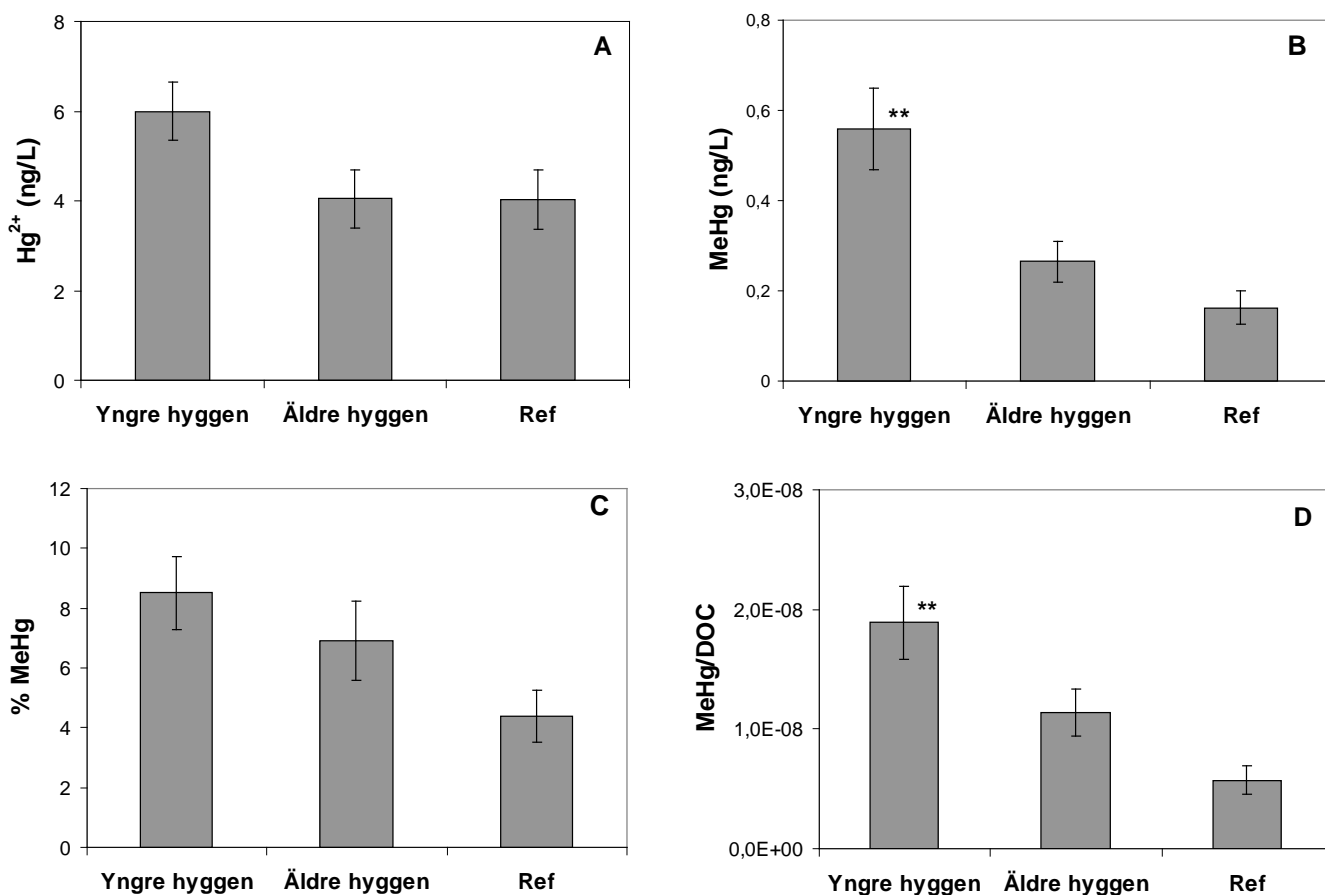 A
Hg2+ (ng/L)
8
6
4
2
0
Yngre hyggen Äldre hyggen Ref
B
MeHg (ng/L)
0,8
0,6
0,4
0,2
0
**
Yngre hyggen Äldre hyggen Ref
C
% MeHg
12
10
8
6
4
2
0
Yngre hyggen Äldre hyggen Ref
D
MeHg/DOC
3,0E-08
2,0E-08
1,0E-08
0,0E+00
**
Yngre hyggen Äldre hyggen Ref